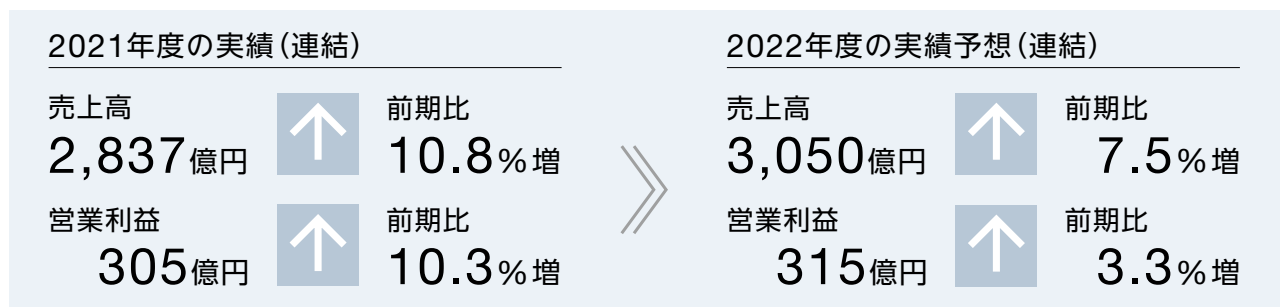 2021年度の実績(連結)
売上高
2,837億円
前期比
10.8%増
営業利益
305億円
前期比
10.3%増
2022年度の実績予想(連結)
売上高
3,050億円
前期比
7.5%増
営業利益
315億円
前期比
3.3%増